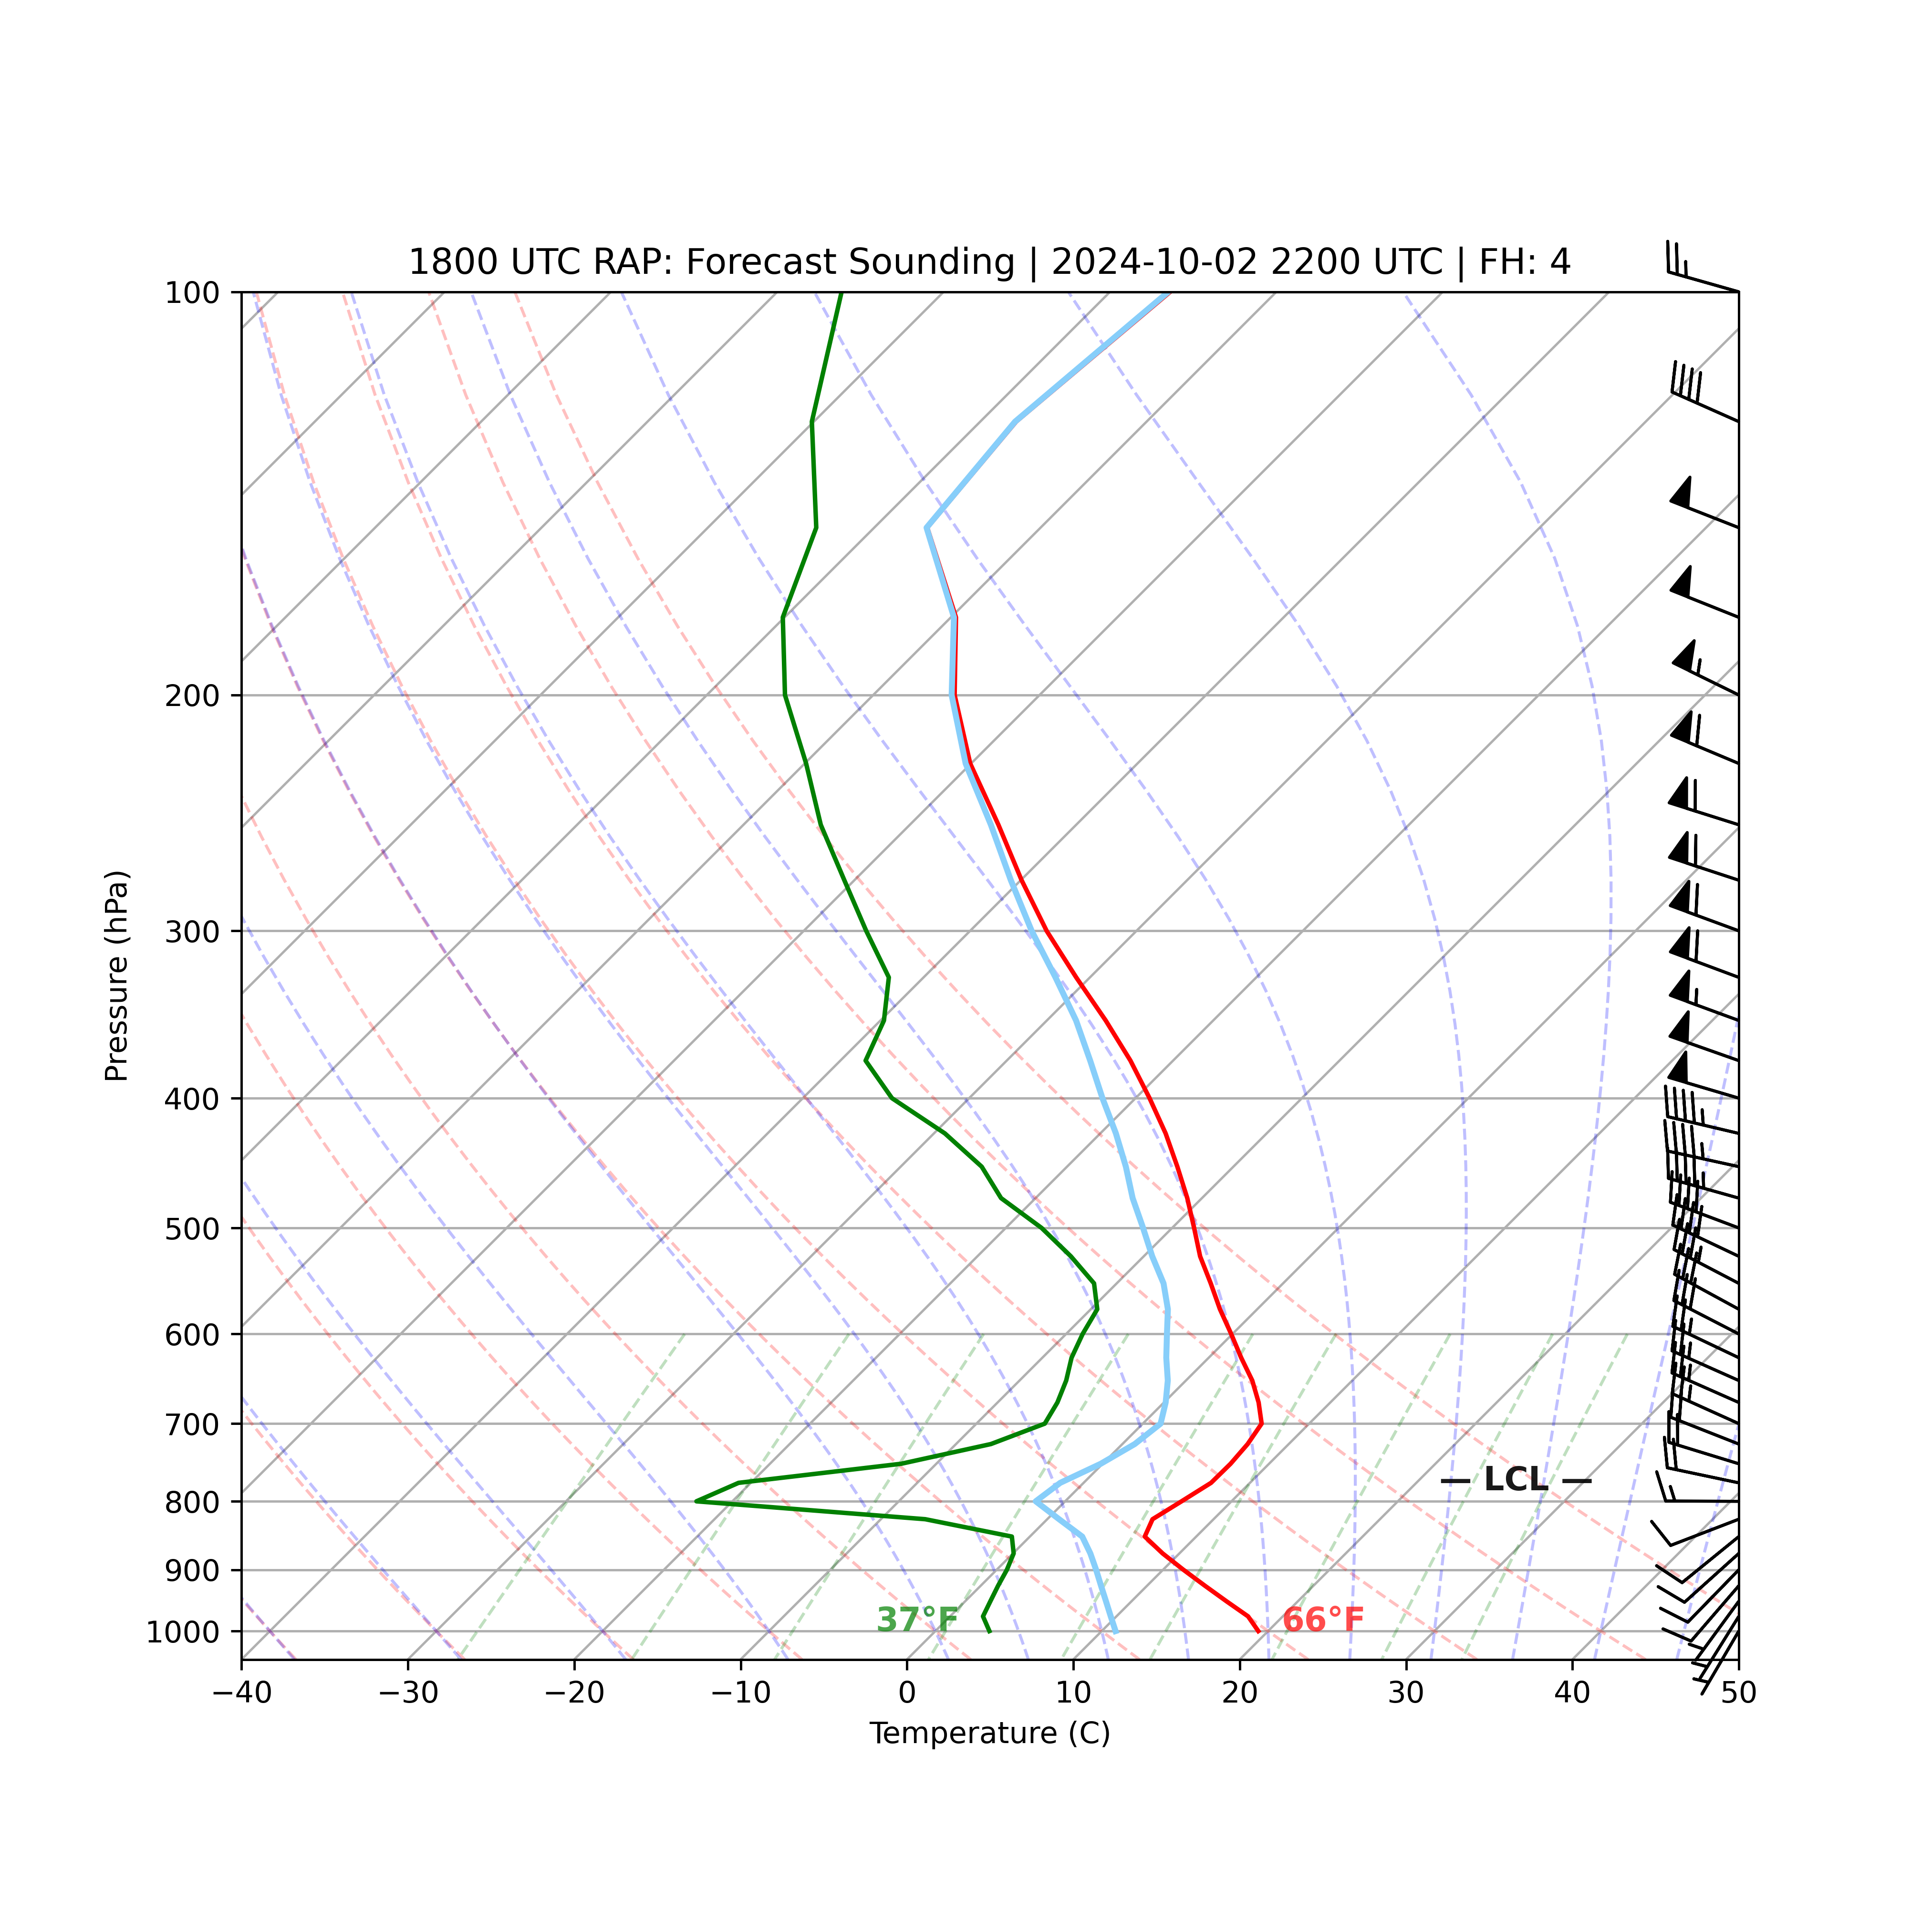 1800 UTC RAP: Forecast Sounding | 2024-10-02 2200 UTC | FH: 4
100
200
300
400
500
600
700
800
900
1000
Pressure (hPa)
— LCL —
37°F
66°F
−40 −30 −20 −10 0 10 20 30 40 50
Temperature (C)